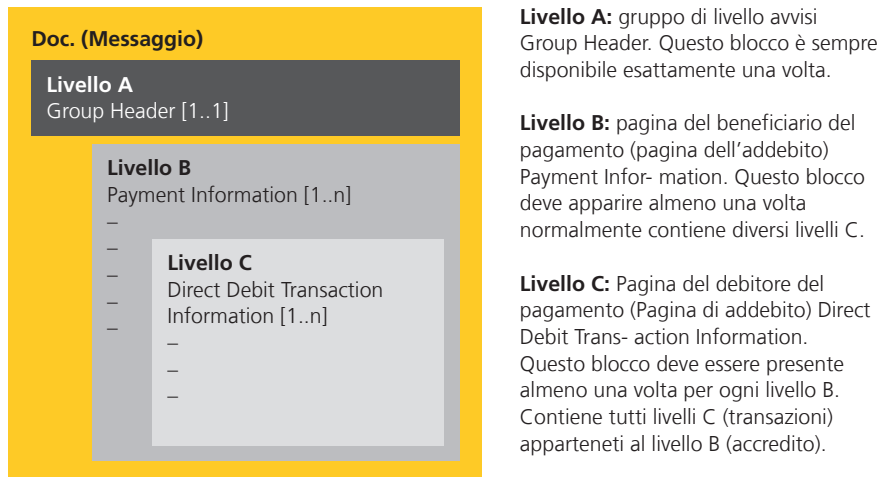 Doc. (Messaggio)
Livello A
Group Header [1..1]
Livello B
Payment Information [1..n]
–
–
–
–
–
Livello C
Direct Debit Transaction
Information [1..n]
–
–
–
Livello A: gruppo di livello avvisi
Group Header. Questo blocco è sempre
disponibile esattamente una volta.
Livello B: pagina del beneficiario del
pagamento (pagina dell'addebito)
Payment Infor- mation. Questo blocco
deve apparire almeno una volta
normalmente contiene diversi livelli C.
Livello C: Pagina del debitore del
pagamento (Pagina di addebito) Direct
Debit Trans- action Information.
Questo blocco deve essere presente
almeno una volta per ogni livello B.
Contiene tutti livelli C (transazioni)
apparteneti al livello B (accredito).